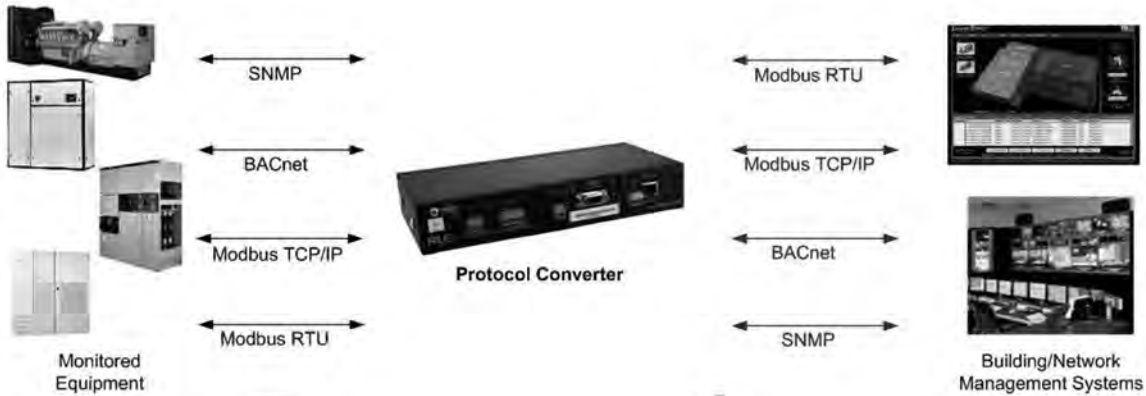 SNMP
BACnet
Modbus TCP/IP
Modbus RTU
Monitored
Equipment
Protocol Converter
Modbus RTU
Modbus TCP/IP
BACnet
SNMP
Building/Network
Management Systems